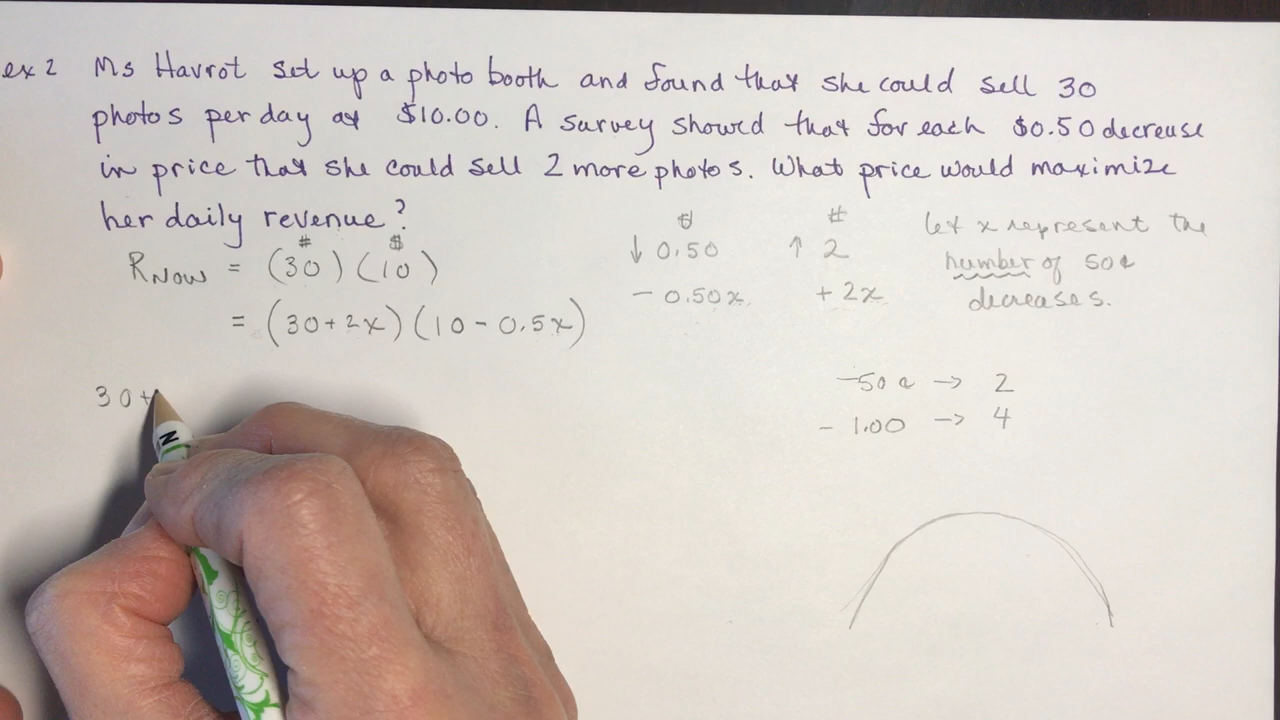 ex 2 Ms Havrot set up a photo booth and found that she could sell 30
photos per day at $10.00. A survey showed that for each $0.50 decrease
in price that she could sell 2 more photos. What price would maximize
her daily revenue?
# $
R NOW = (30)(10)
= (30+2x)(10-0.5x)
$ #
↓ 0.50 ↑ 2
- 0.50x +2x
let x represent the
number of 50¢
decreases.
-50¢ -> 2
- 1.00 -> 4
30+
N